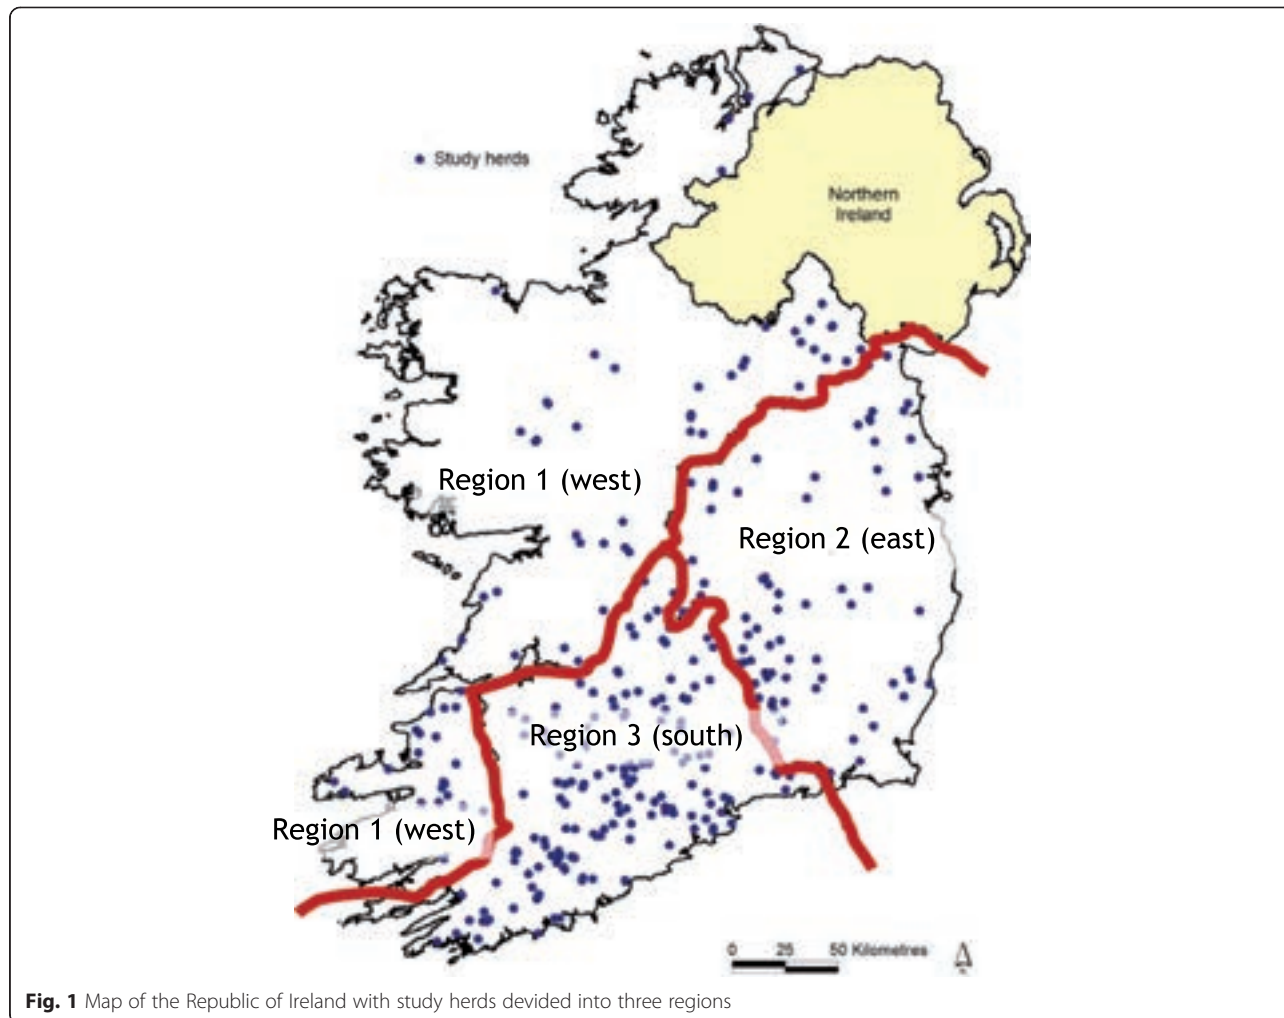 Study herds
Northern
Ireland
Region 1 (west)
Region 2 (east)
Region 3 (south)
Region 1 (west)
0 25 50 Kilometres
Fig. 1 Map of the Republic of Ireland with study herds devided into three regions